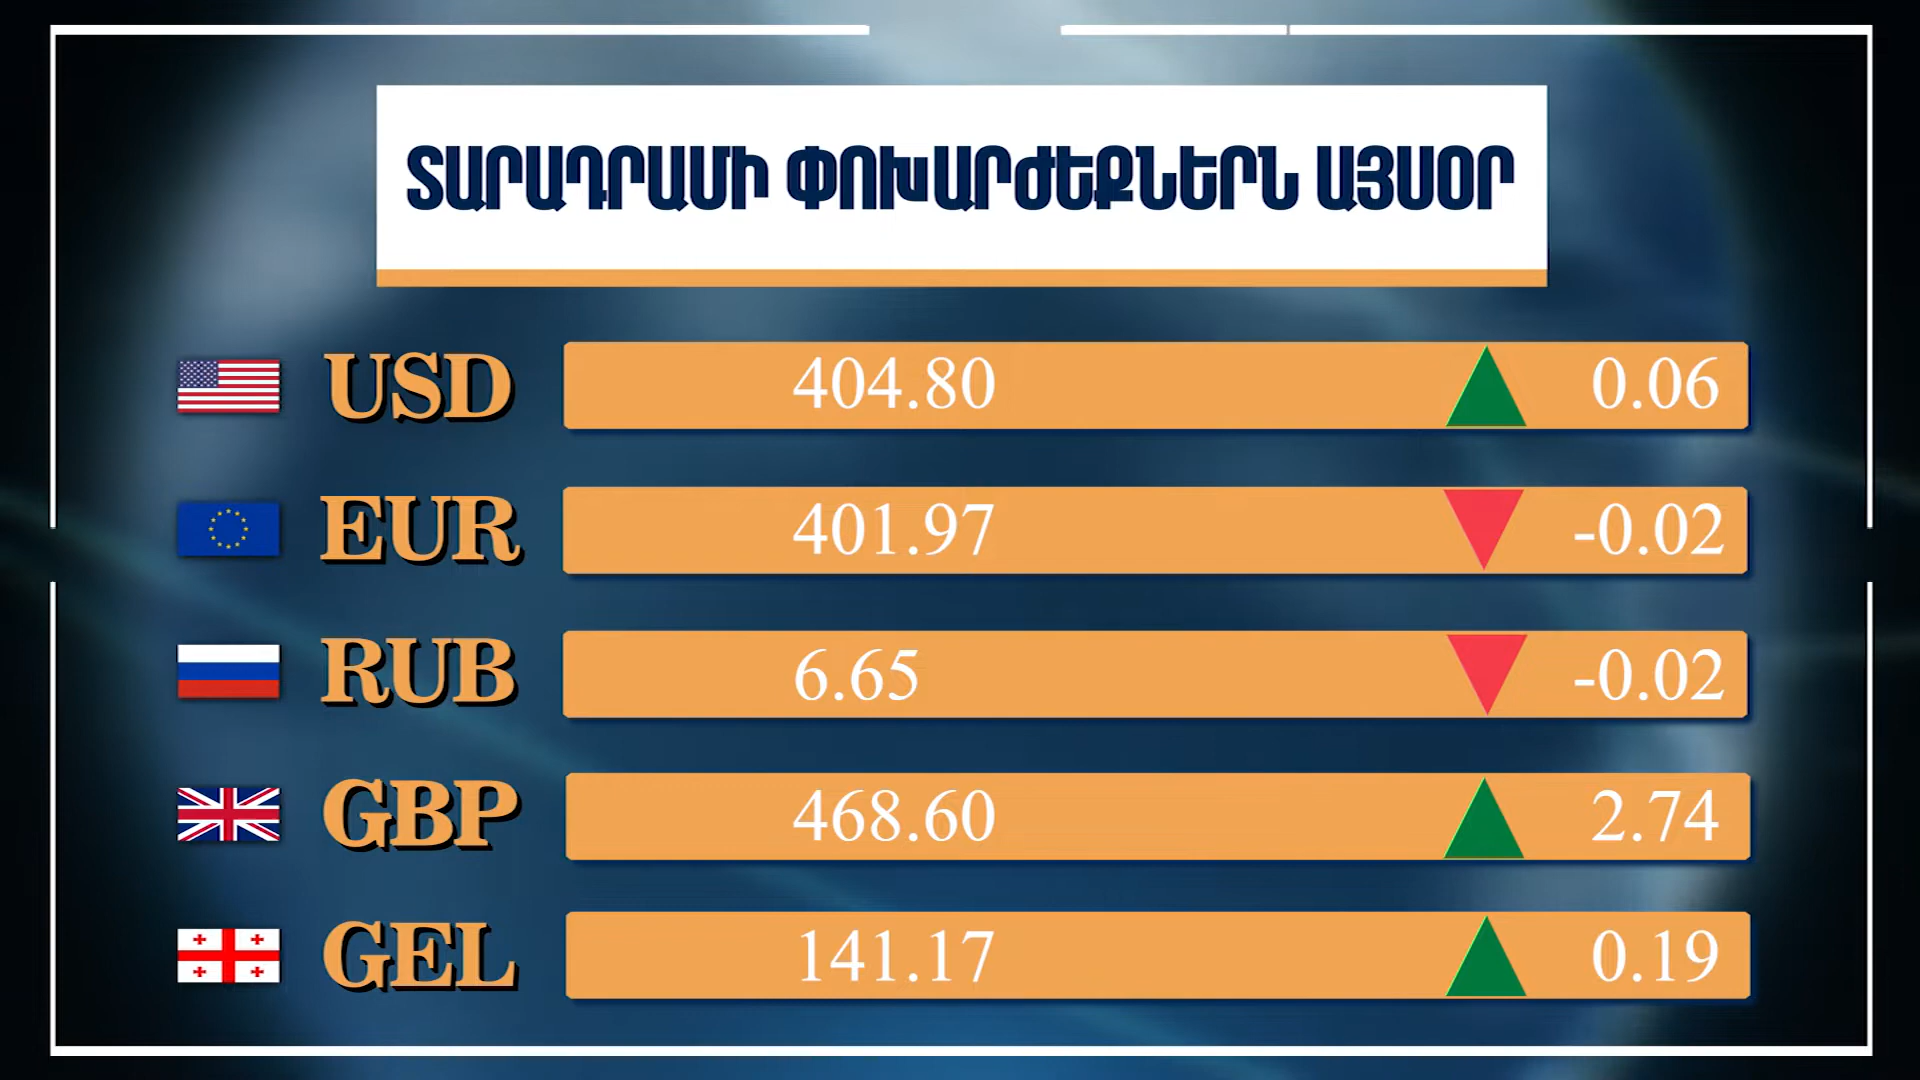 ՏԱՐԱԴՐԱՄԻ ՓՈԽԱՐԺԵՔՆԵՐՆ ԱՅՍՕՐ
USD 404.80 0.06
EUR 401.97 -0.02
RUB 6.65 -0.02
GBP 468.60 2.74
GEL 141.17 0.19